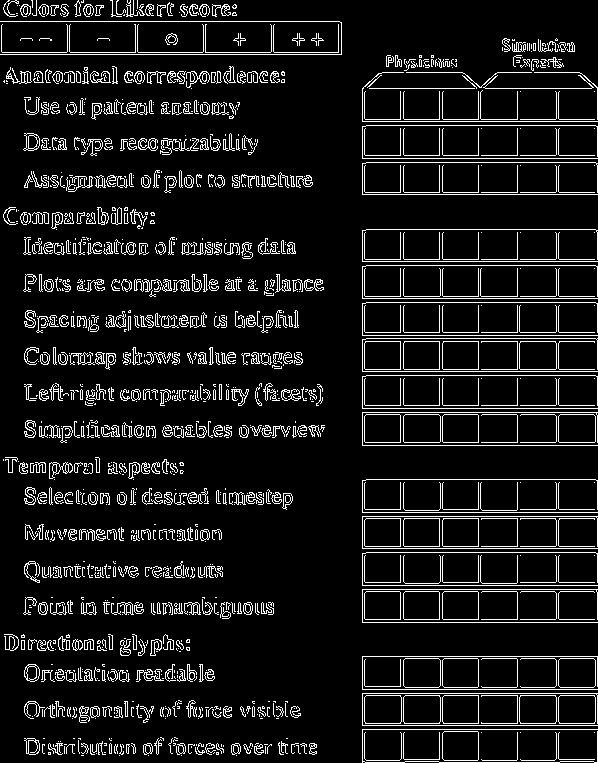 Colors for Likert score:
− − − o + + +
Physicians
Simulation
Experts
Anatomical correspondence:
Use of patient anatomy
Data type recognizability
Assignment of plot to structure
Comparability:
Identification of missing data
Plots are comparable at a glance
Spacing adjustment is helpful
Colormap shows value ranges
Left-right comparability (facets)
Simplification enables overview
Temporal aspects:
Selection of desired timestep
Movement animation
Quantitative readouts
Point in time unambiguous
Directional glyphs:
Orientation readable
Orthogonality of force visible
Distribution of forces over time